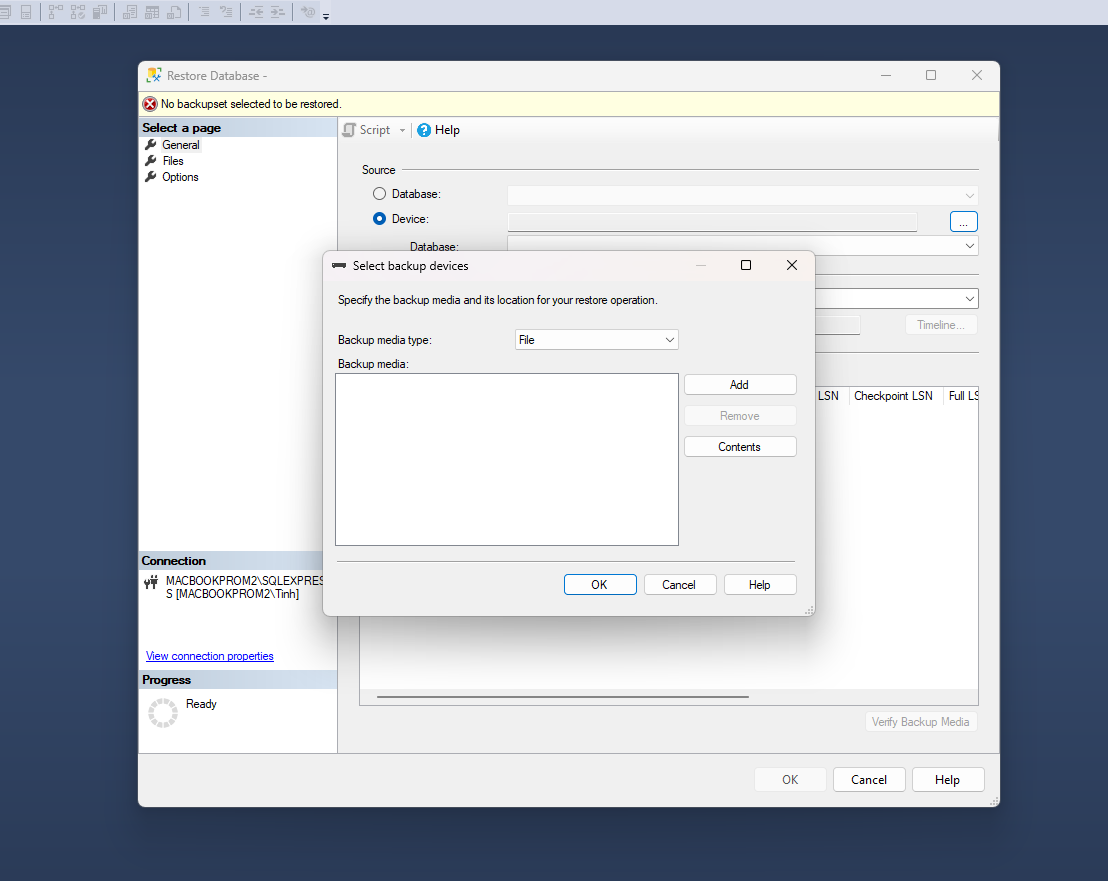 Restore Database -
No backupset selected to be restored.
Select a page
General
Files
Options
Script
Help
Source
Database:
Device:
...
Database:
Timeline...
LSN
Checkpoint LSN
Full LS
Select backup devices
Specify the backup media and its location for your restore operation.
Backup media type:
File
Backup media:
Add
Remove
Contents
OK
Cancel
Help
Connection
MACBOOKPROM2\SQLEXPRES
S [MACBOOKPROM2\Tinh]
View connection properties
Progress
Ready
Verify Backup Media
OK
Cancel
Help